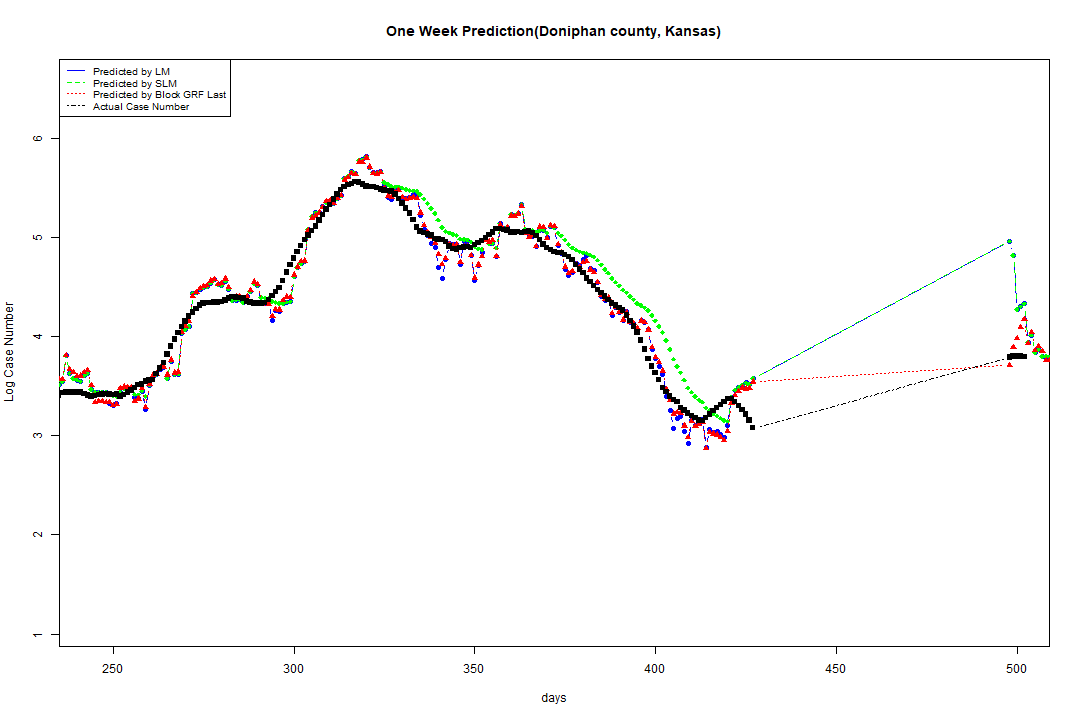 One Week Prediction(Doniphan county, Kansas)
Predicted by LM
Predicted by SLM
Predicted by Block GRF Last
Actual Case Number
6
5
4
3
2
1
Log Case Number
250 300 350 400 450 500
days